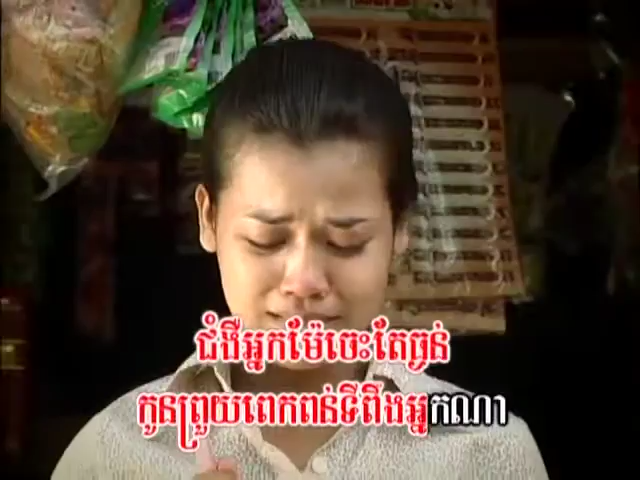 ជំងឺអ្នកម៉ែចេះតែធ្ងន់
កូនព្រួយពេកពន់ទីពឹងអ្នកណា